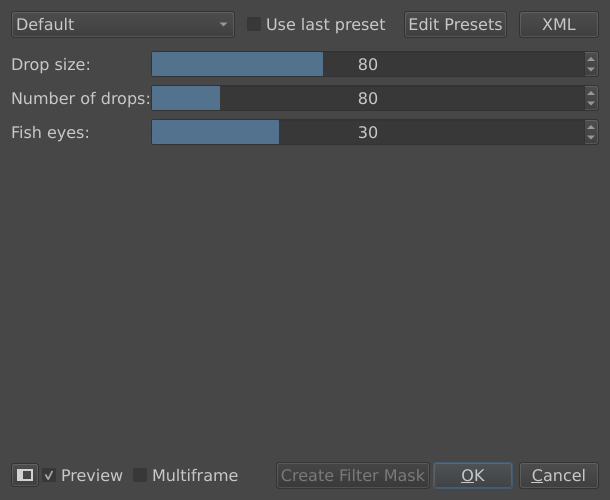 Default Use last preset Edit Presets XML
Drop size: 80
Number of drops: 80
Fish eyes: 30
Preview Multiframe Create Filter Mask OK Cancel